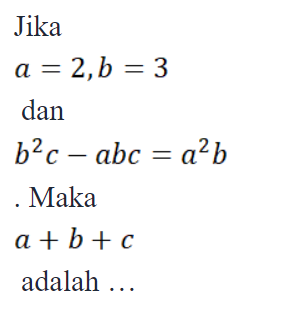 Jika
a = 2, b = 3
dan
b²c − abc = a²b
. Maka
a + b + c
adalah …